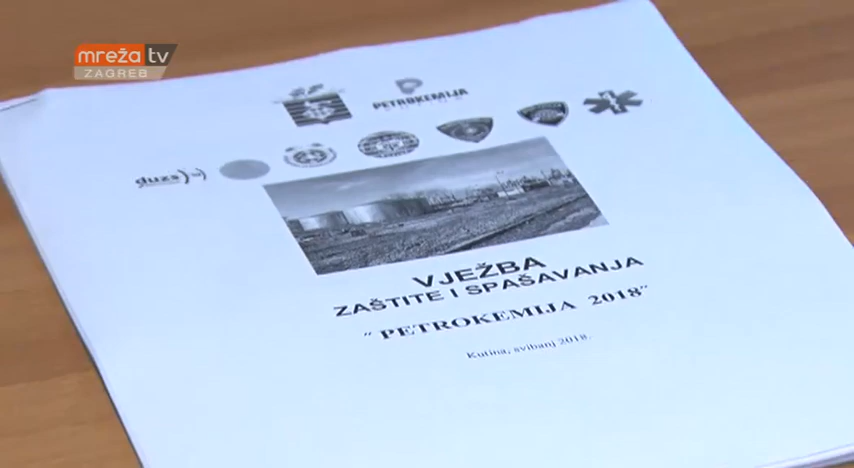 mreža tv
ZAGREB
PETROKEMIJA
duzs
VJEŽBA
ZAŠTITE I SPAŠAVANJA
“ PETROKEMIJA 2018”
Kutina, svibanj 2018.